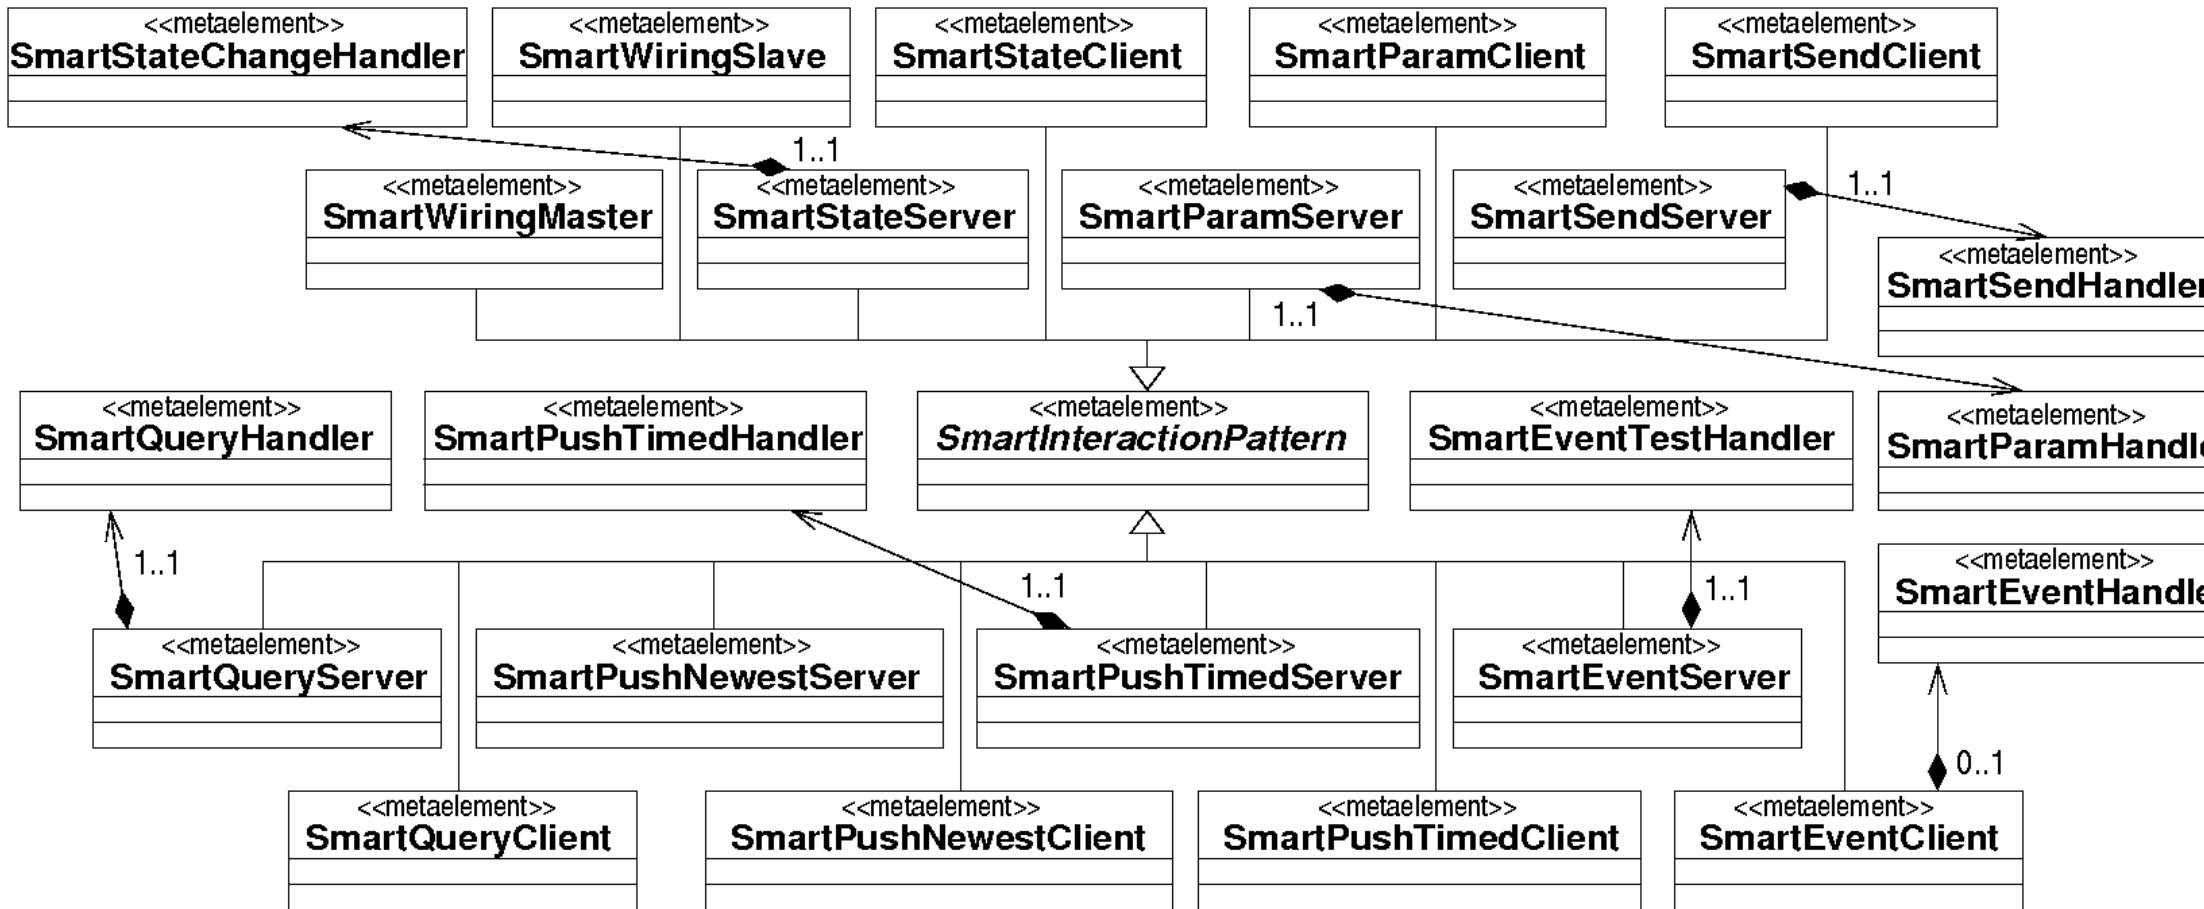 <<metaelement>>
SmartStateChangeHandler
<<metaelement>>
SmartWiringSlave
<<metaelement>>
SmartStateClient
<<metaelement>>
SmartParamClient
<<metaelement>>
SmartSendClient
1..1
<<metaelement>>
SmartWiringMaster
<<metaelement>>
SmartStateServer
<<metaelement>>
SmartParamServer
<<metaelement>>
SmartSendServer
1..1
<<metaelement>>
SmartSendHandler
1..1
<<metaelement>>
SmartQueryHandler
<<metaelement>>
SmartPushTimedHandler
<<metaelement>>
SmartInteractionPattern
<<metaelement>>
SmartEventTestHandler
<<metaelement>>
SmartParamHandle
1..1
1..1
1..1
<<metaelement>>
SmartEventHandle
<<metaelement>>
SmartQueryServer
<<metaelement>>
SmartPushNewestServer
<<metaelement>>
SmartPushTimedServer
<<metaelement>>
SmartEventServer
0..1
<<metaelement>>
SmartQueryClient
<<metaelement>>
SmartPushNewestClient
<<metaelement>>
SmartPushTimedClient
<<metaelement>>
SmartEventClient